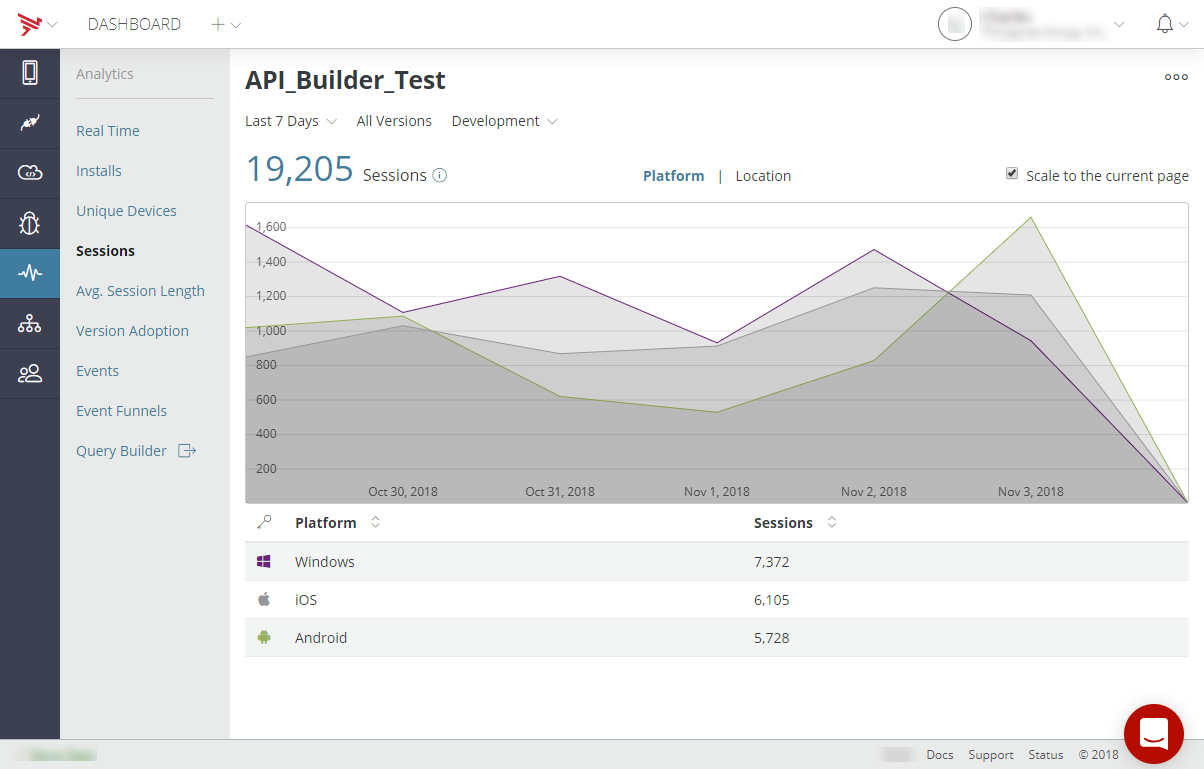 DASHBOARD
Analytics
Real Time
Installs
Unique Devices
Sessions
Avg. Session Length
Version Adoption
Events
Event Funnels
Query Builder
API_Builder_Test
Last 7 Days All Versions Development
19,205 Sessions
Platform | Location
Scale to the current page
1,600
1,400
1,200
1,000
800
600
400
200
Oct 30, 2018 Oct 31, 2018 Nov 1, 2018 Nov 2, 2018 Nov 3, 2018
Platform Sessions
Windows 7,372
iOS 6,105
Android 5,728
Docs Support Status © 2018